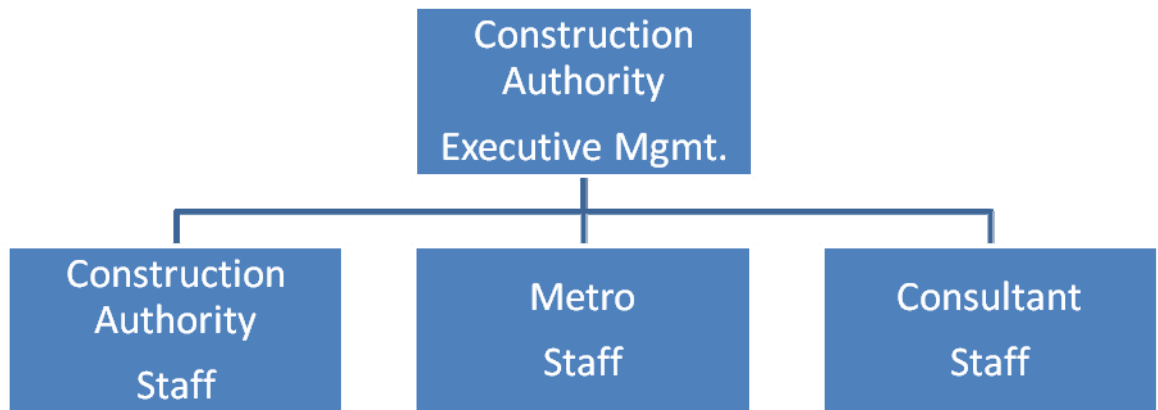 Construction
Authority
Executive Mgmt.
Construction
Authority
Staff
Metro
Staff
Consultant
Staff